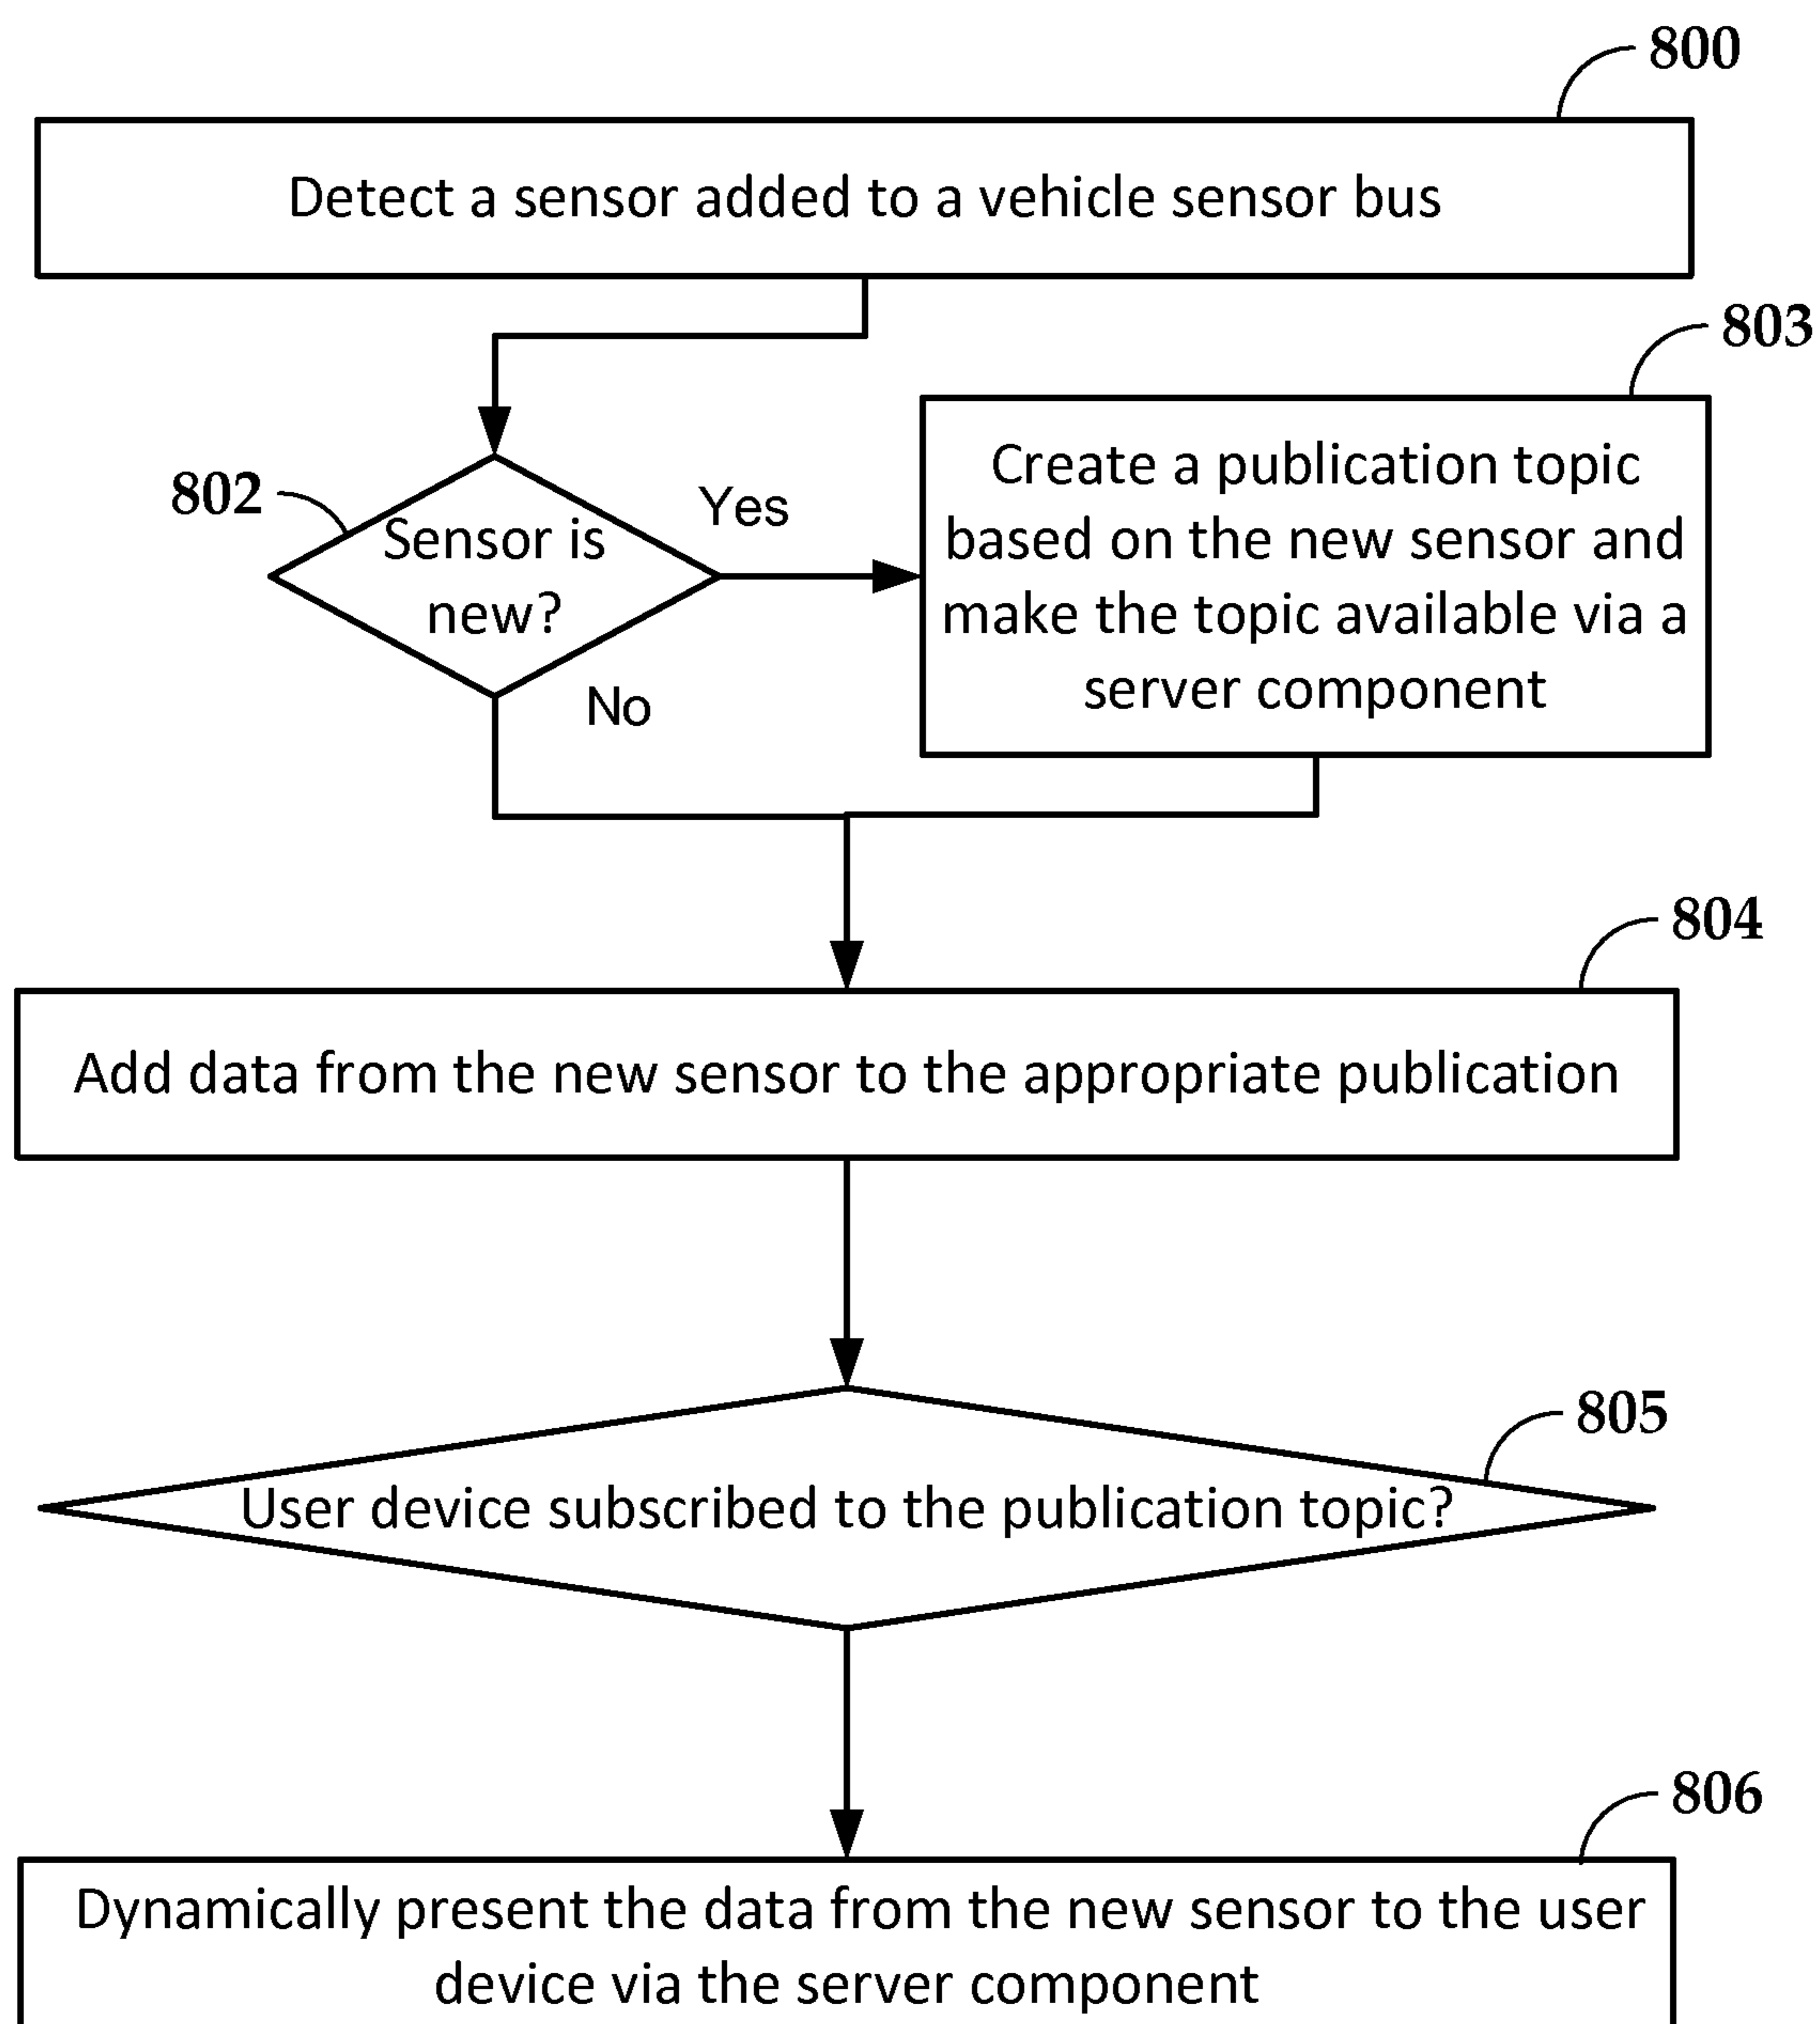 800
Detect a sensor added to a vehicle sensor bus
803
802
Sensor is
new?
Yes
No
Create a publication topic
based on the new sensor and
make the topic available via a
server component
804
Add data from the new sensor to the appropriate publication
805
User device subscribed to the publication topic?
806
Dynamically present the data from the new sensor to the user
device via the server component